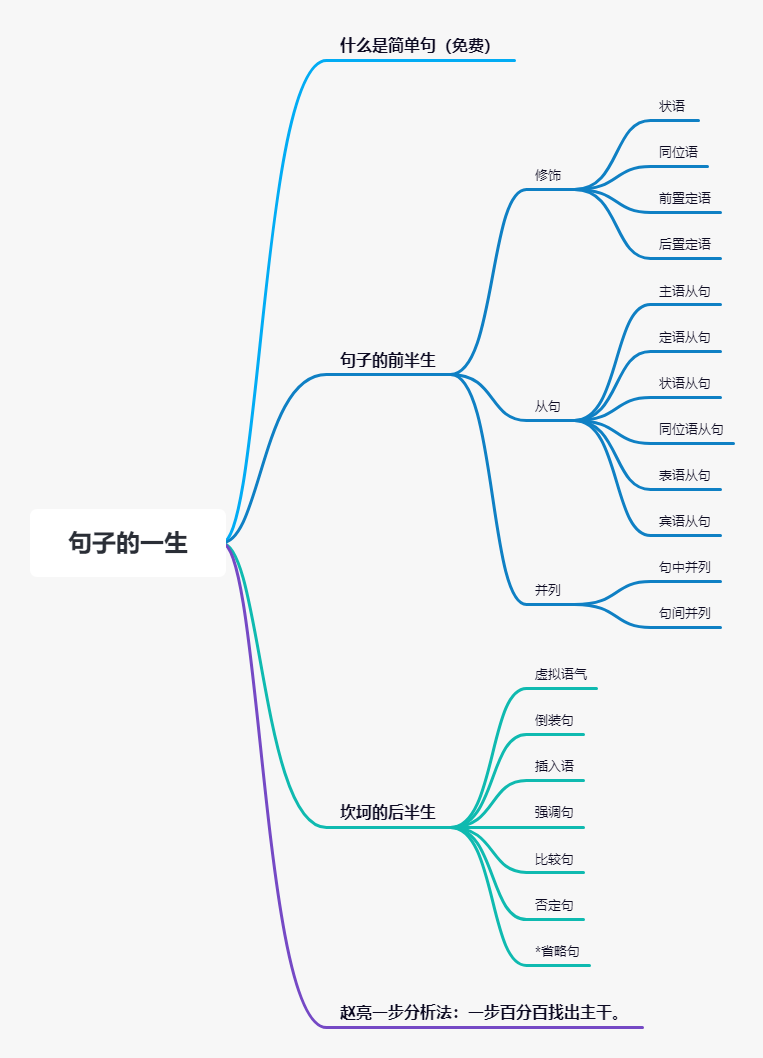 句子的一生
什么是简单句（免费）
句子的前半生
修饰
状语
同位语
前置定语
后置定语
从句
主语从句
定语从句
状语从句
同位语从句
表语从句
宾语从句
并列
句中并列
句间并列
坎坷的后半生
虚拟语气
倒装句
插入语
强调句
比较句
否定句
*省略句
赵亮一步分析法：一步百分百找出主干。